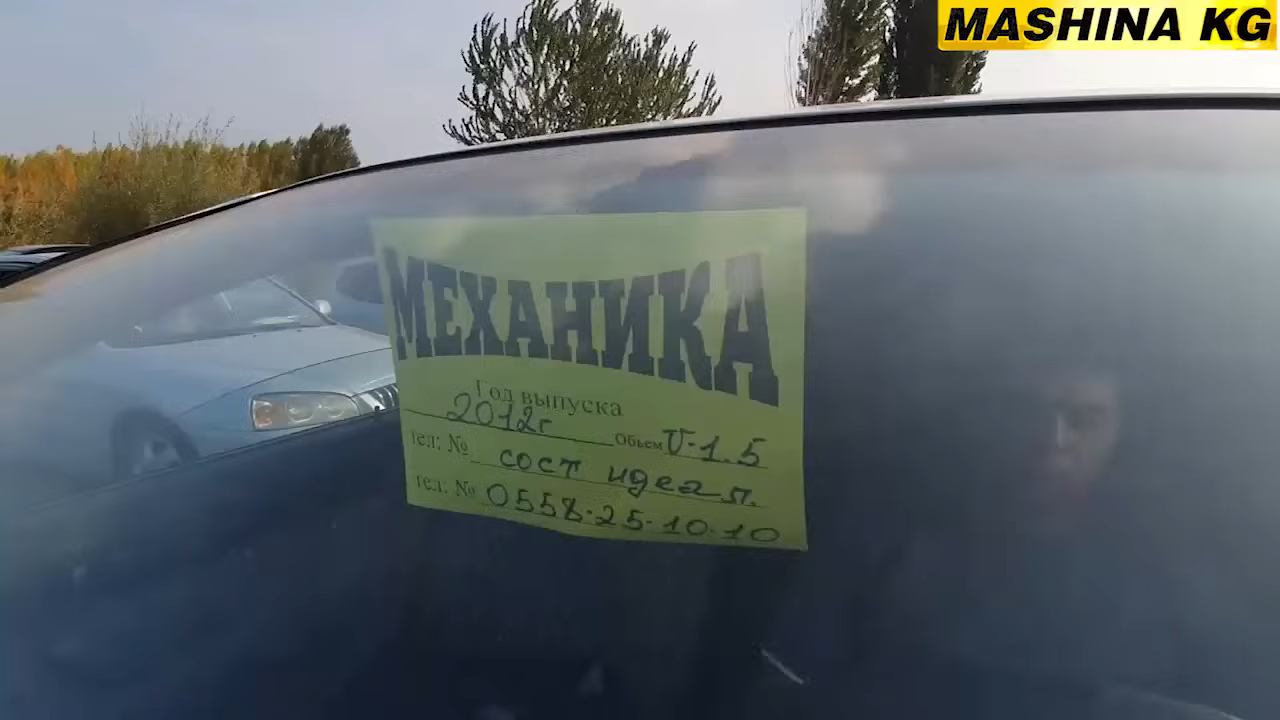 MASHINA KG
МЕХАНИКА
Год выпуска
2012г Объем V-1.5
тел: № сост идеал.
тел. № 0558-25-10-10